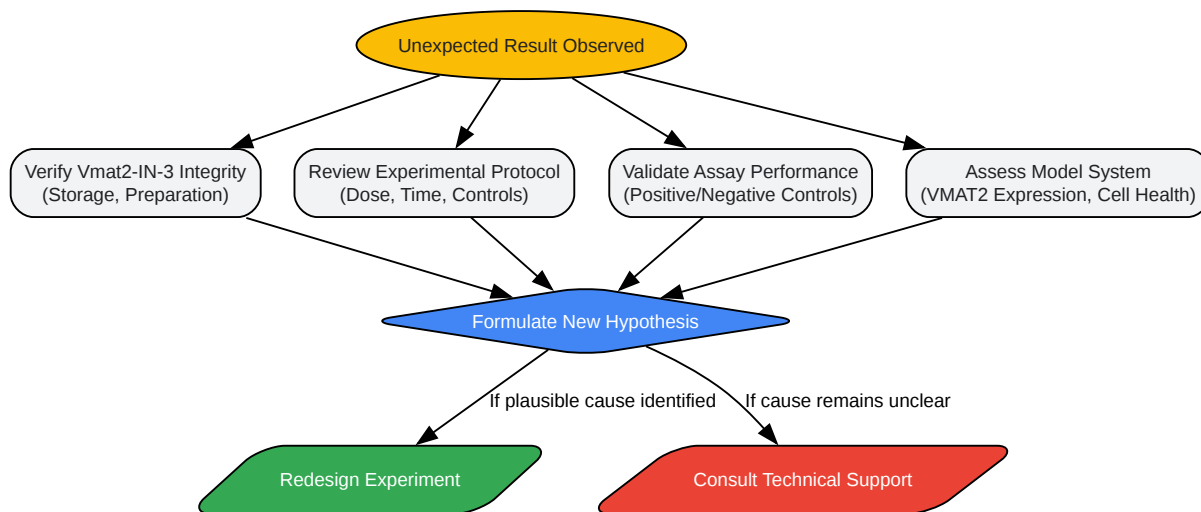 Unexpected Result Observed
Verify Vmat2-IN-3 Integrity
(Storage, Preparation)
Review Experimental Protocol
(Dose, Time, Controls)
Validate Assay Performance
(Positive/Negative Controls)
Assess Model System
(VMAT2 Expression, Cell Health)
Formulate New Hypothesis
If plausible cause identified
If cause remains unclear
Redesign Experiment
Consult Technical Support